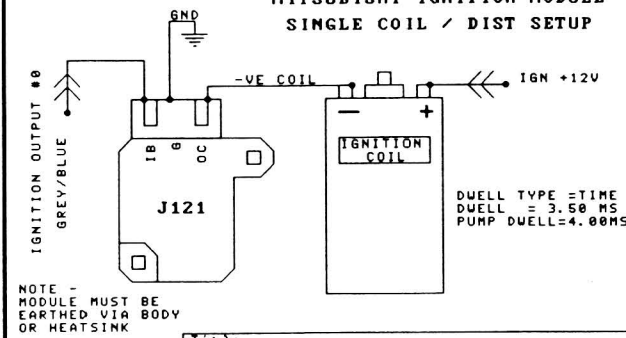 MITSUBISHI IGNITION MODULE
SINGLE COIL / DIST SETUP
GND
-VE COIL
IGN +12V
IGNITION OUTPUT #0
GREY/BLUE
IB
G
OC
J121
- +
IGNITION
COIL
DWELL TYPE =TIME
DWELL = 3.50 MS
PUMP DWELL=4.00MS
NOTE -
MODULE MUST BE
EARTHED VIA BODY
OR HEATSINK